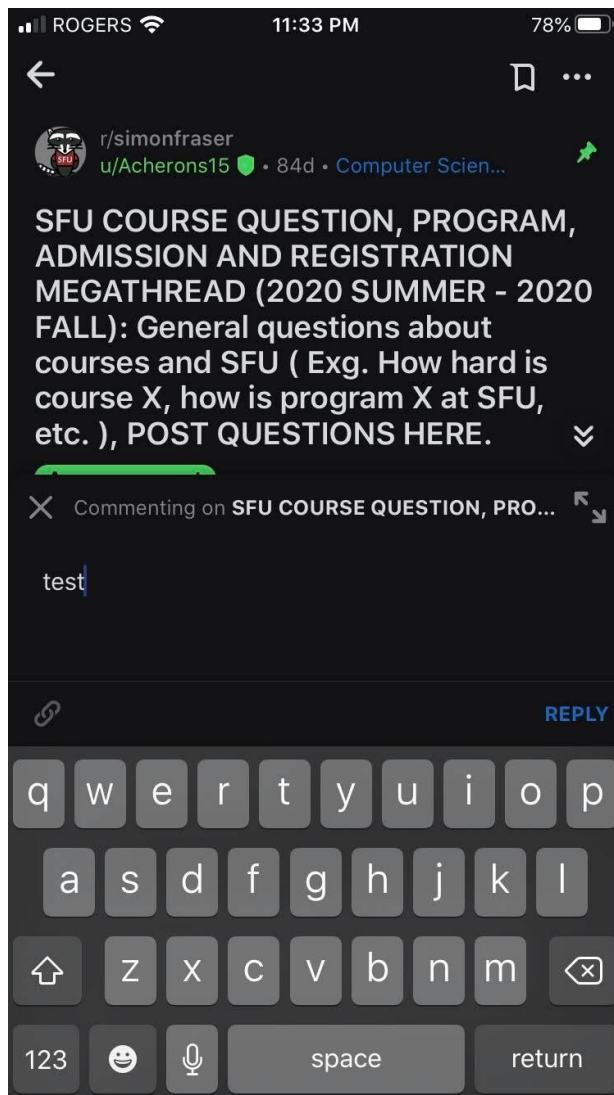 ROGERS 11:33 PM 78%
r/simonfraser
u/Acherons15 • 84d • Computer Scien...
SFU
SFU COURSE QUESTION, PROGRAM,
ADMISSION AND REGISTRATION
MEGATHREAD (2020 SUMMER - 2020
FALL): General questions about
courses and SFU ( Exg. How hard is
course X, how is program X at SFU,
etc. ), POST QUESTIONS HERE.
Commenting on SFU COURSE QUESTION, PRO...
test
REPLY
q w e r t y u i o p
a s d f g h j k l
z x c v b n m
123 space return